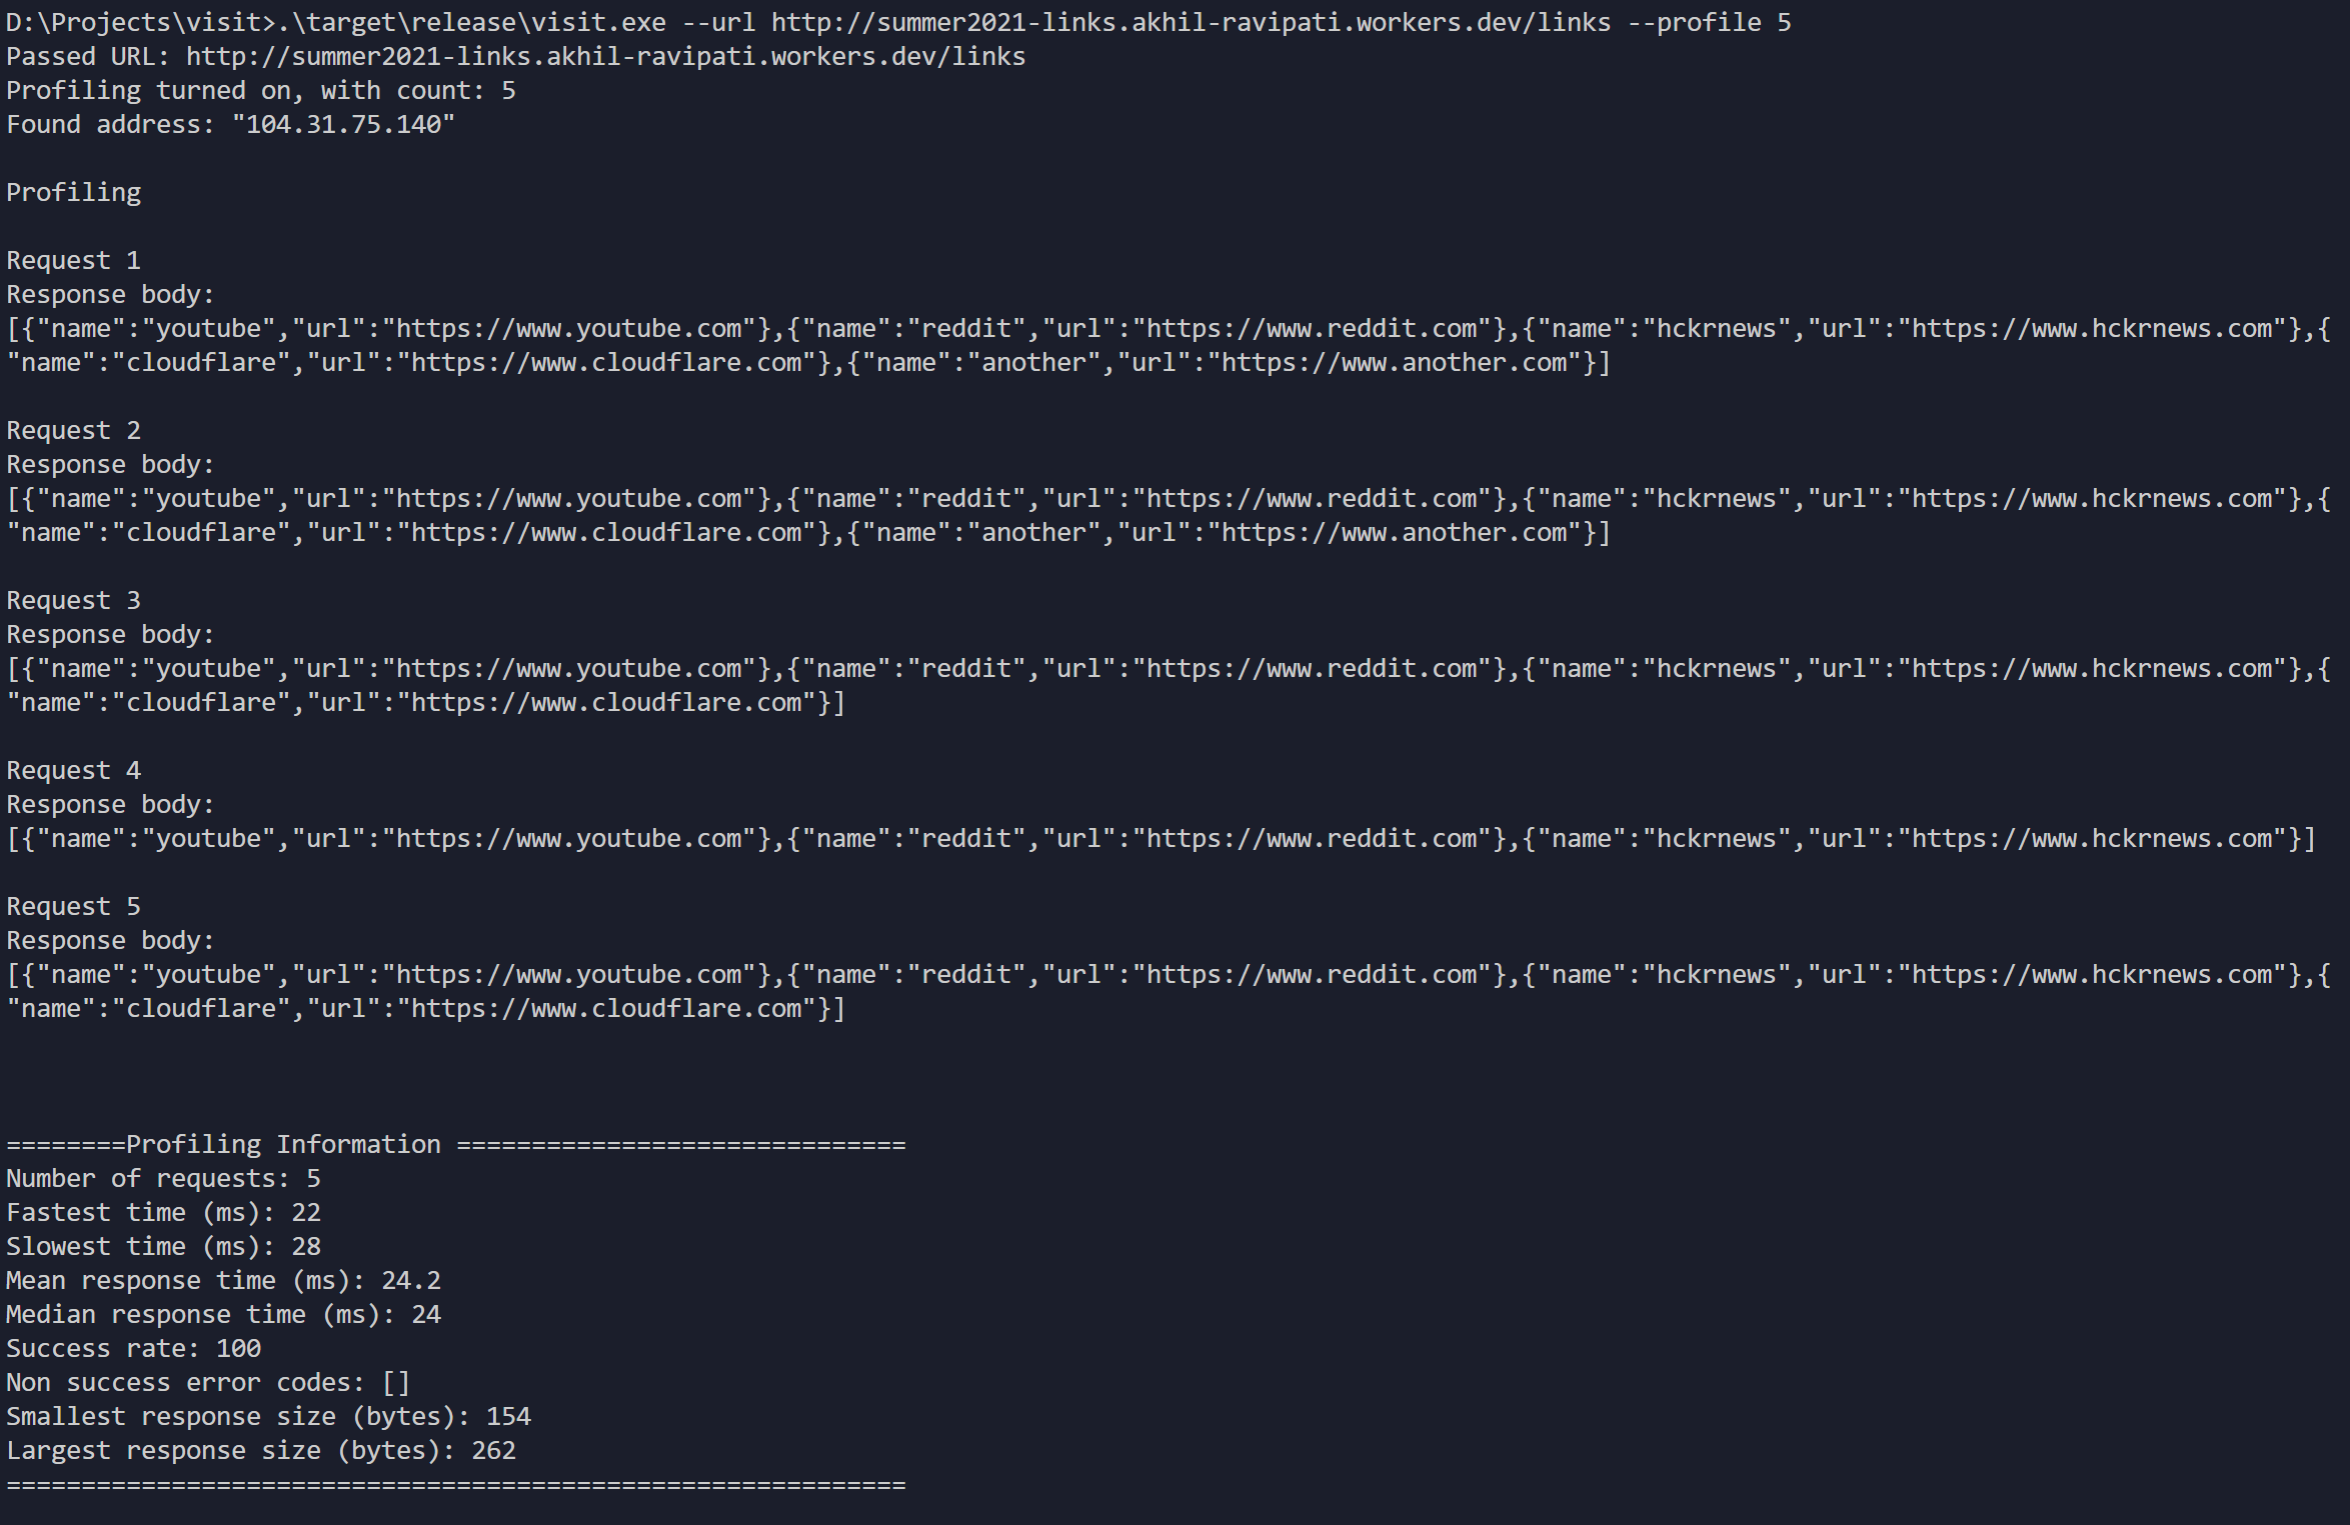 D:\Projects\visit>.\target\release\visit.exe --url http://summer2021-links.akhil-ravipati.workers.dev/links --profile 5
Passed URL: http://summer2021-links.akhil-ravipati.workers.dev/links
Profiling turned on, with count: 5
Found address: "104.31.75.140"
Profiling
Request 1
Response body:
[{"name":"youtube","url":"https://www.youtube.com"},{"name":"reddit","url":"https://www.reddit.com"},{"name":"hckrnews","url":"https://www.hckrnews.com"},{
"name":"cloudflare","url":"https://www.cloudflare.com"},{"name":"another","url":"https://www.another.com"}]
Request 2
Response body:
[{"name":"youtube","url":"https://www.youtube.com"},{"name":"reddit","url":"https://www.reddit.com"},{"name":"hckrnews","url":"https://www.hckrnews.com"},{
"name":"cloudflare","url":"https://www.cloudflare.com"},{"name":"another","url":"https://www.another.com"}]
Request 3
Response body:
[{"name":"youtube","url":"https://www.youtube.com"},{"name":"reddit","url":"https://www.reddit.com"},{"name":"hckrnews","url":"https://www.hckrnews.com"},{
"name":"cloudflare","url":"https://www.cloudflare.com"}]
Request 4
Response body:
[{"name":"youtube","url":"https://www.youtube.com"},{"name":"reddit","url":"https://www.reddit.com"},{"name":"hckrnews","url":"https://www.hckrnews.com"}]
Request 5
Response body:
[{"name":"youtube","url":"https://www.youtube.com"},{"name":"reddit","url":"https://www.reddit.com"},{"name":"hckrnews","url":"https://www.hckrnews.com"},{
"name":"cloudflare","url":"https://www.cloudflare.com"}]
========Profiling Information ==============================
Number of requests: 5
Fastest time (ms): 22
Slowest time (ms): 28
Mean response time (ms): 24.2
Median response time (ms): 24
Success rate: 100
Non success error codes: []
Smallest response size (bytes): 154
Largest response size (bytes): 262
============================================================